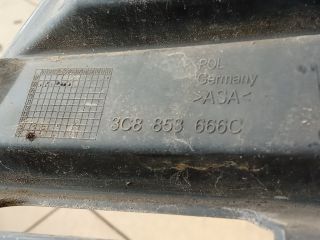 POL
Germany
>ASA<
3C8 853 666C